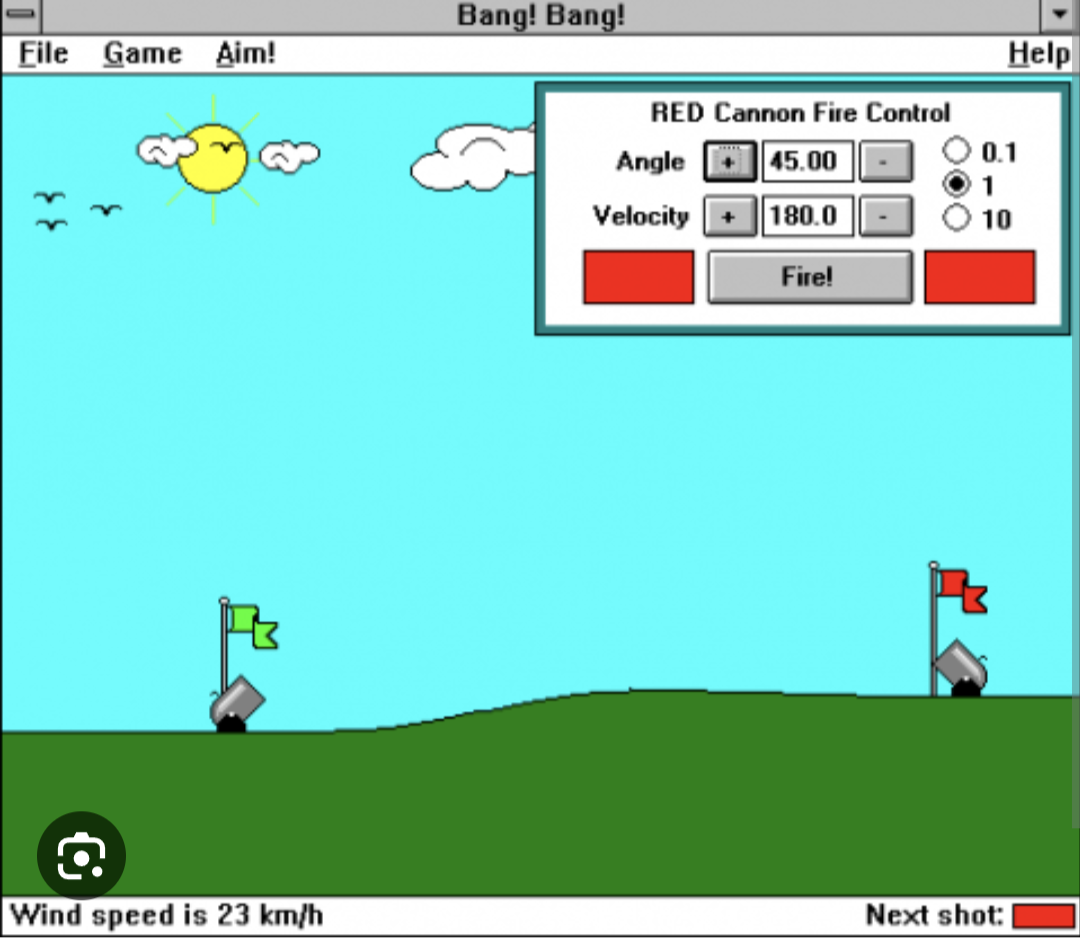 Bang! Bang!
File Game Aim! Help
RED Cannon Fire Control
Angle + 45.00 - 0.1
1
Velocity + 180.0 - 10
Fire!
Wind speed is 23 km/h Next shot: